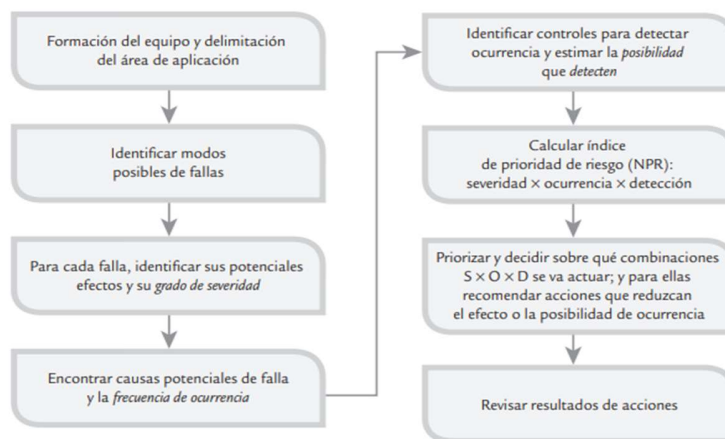 Formación del equipo y delimitación
del área de aplicación
Identificar modos
posibles de fallas
Para cada falla, identificar sus potenciales
efectos y su grado de severidad
Encontrar causas potenciales de falla
y la frecuencia de ocurrencia
Identificar controles para detectar
ocurrencia y estimar la posibilidad
que detecten
Calcular índice
de prioridad de riesgo (NPR):
severidad × ocurrencia × detección
Priorizar y decidir sobre qué combinaciones
S × O × D se va actuar; y para ellas
recomendar acciones que reduzcan
el efecto o la posibilidad de ocurrencia
Revisar resultados de acciones